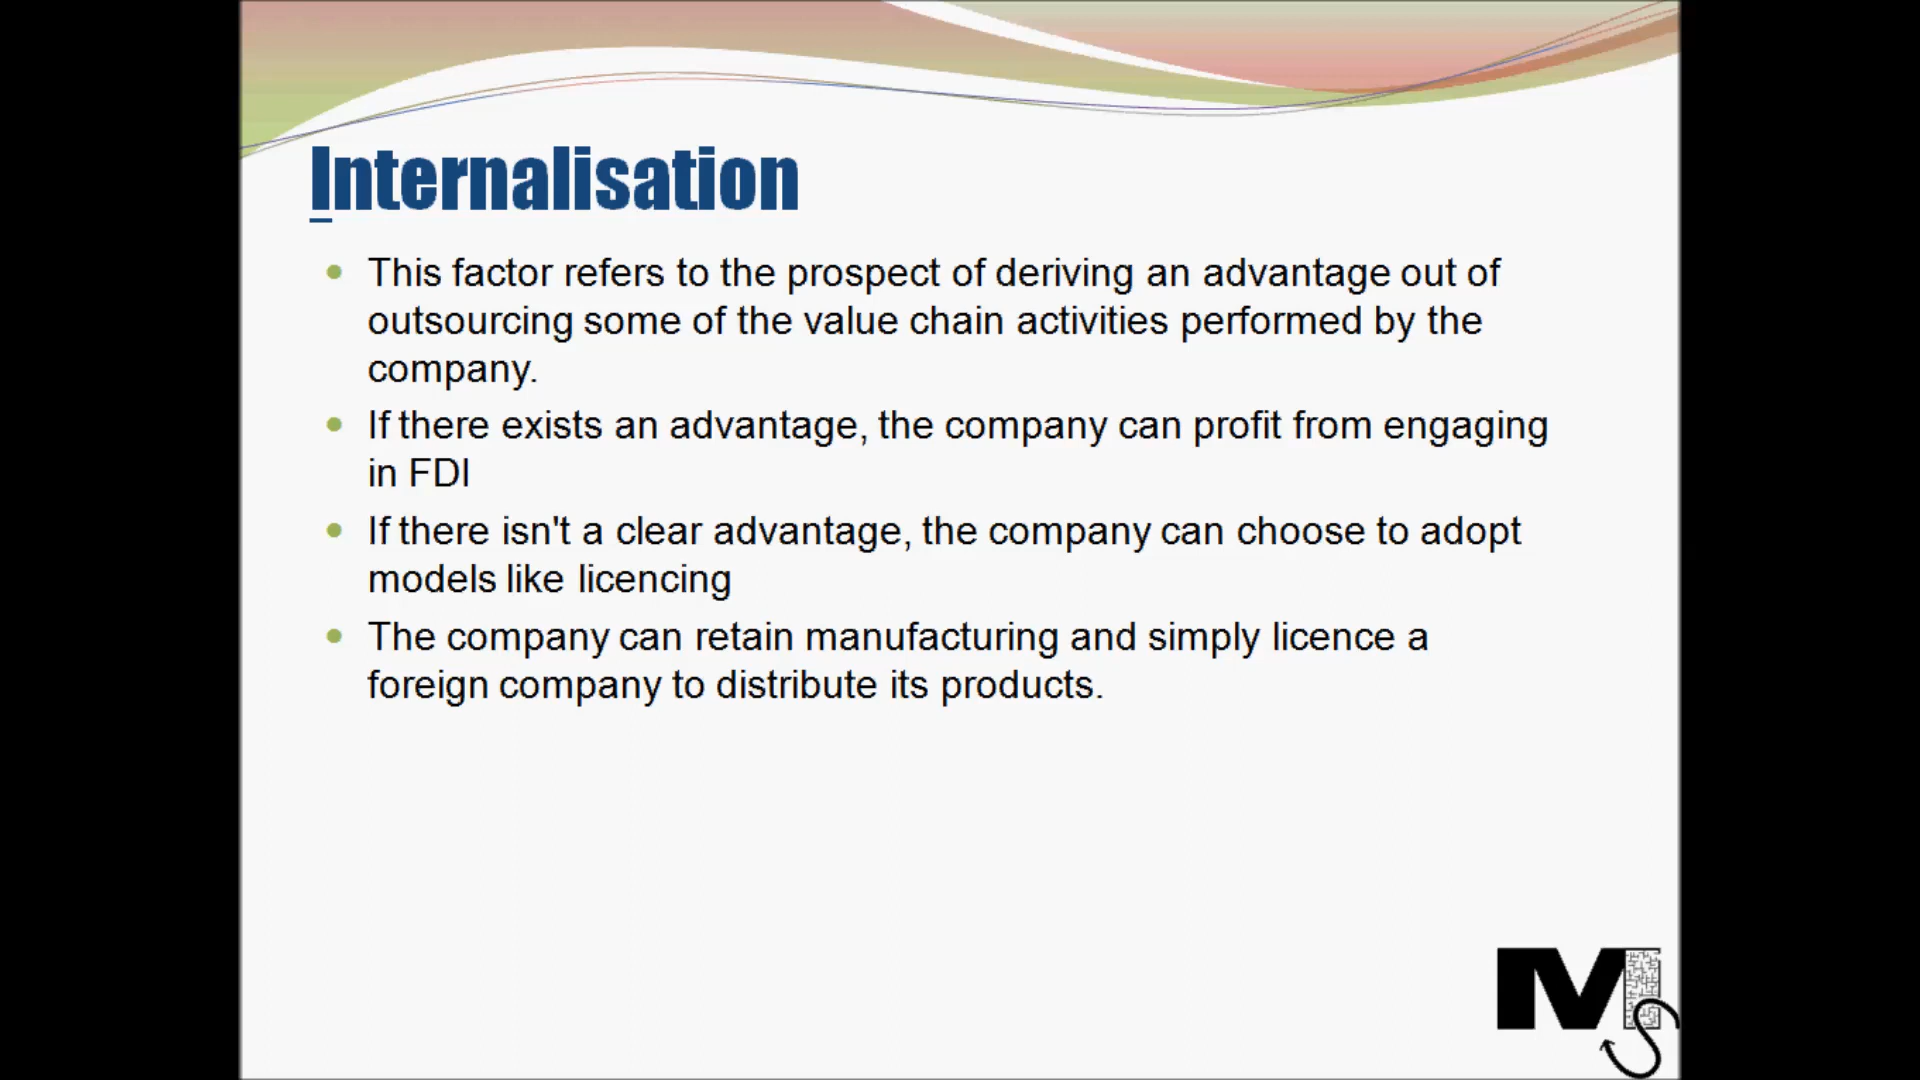 Internalisation
This factor refers to the prospect of deriving an advantage out of
outsourcing some of the value chain activities performed by the
company.
If there exists an advantage, the company can profit from engaging
in FDI
If there isn't a clear advantage, the company can choose to adopt
models like licencing
The company can retain manufacturing and simply licence a
foreign company to distribute its products.
M
S